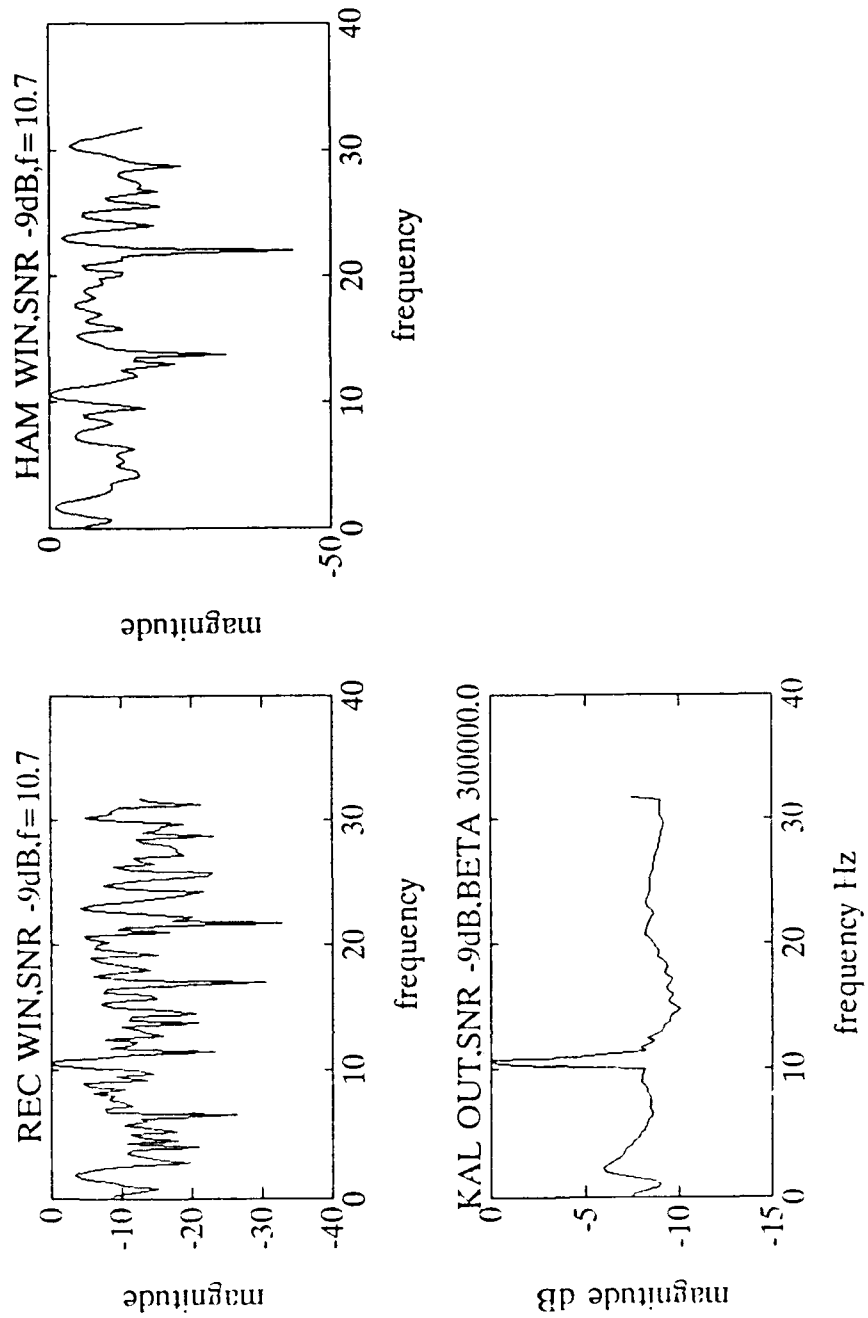 REC WIN,SNR -9dB,f=10.7
magnitude
0
-10
-20
-30
-40
0
10
20
30
40
frequency
HAM WIN,SNR -9dB,f=10.7
magnitude
0
-50
0
10
20
30
40
frequency
KAL OUT.SNR -9dB.BETA 300000.0
magnitude dB
0
-5
-10
-15
0
10
20
30
40
frequency Hz